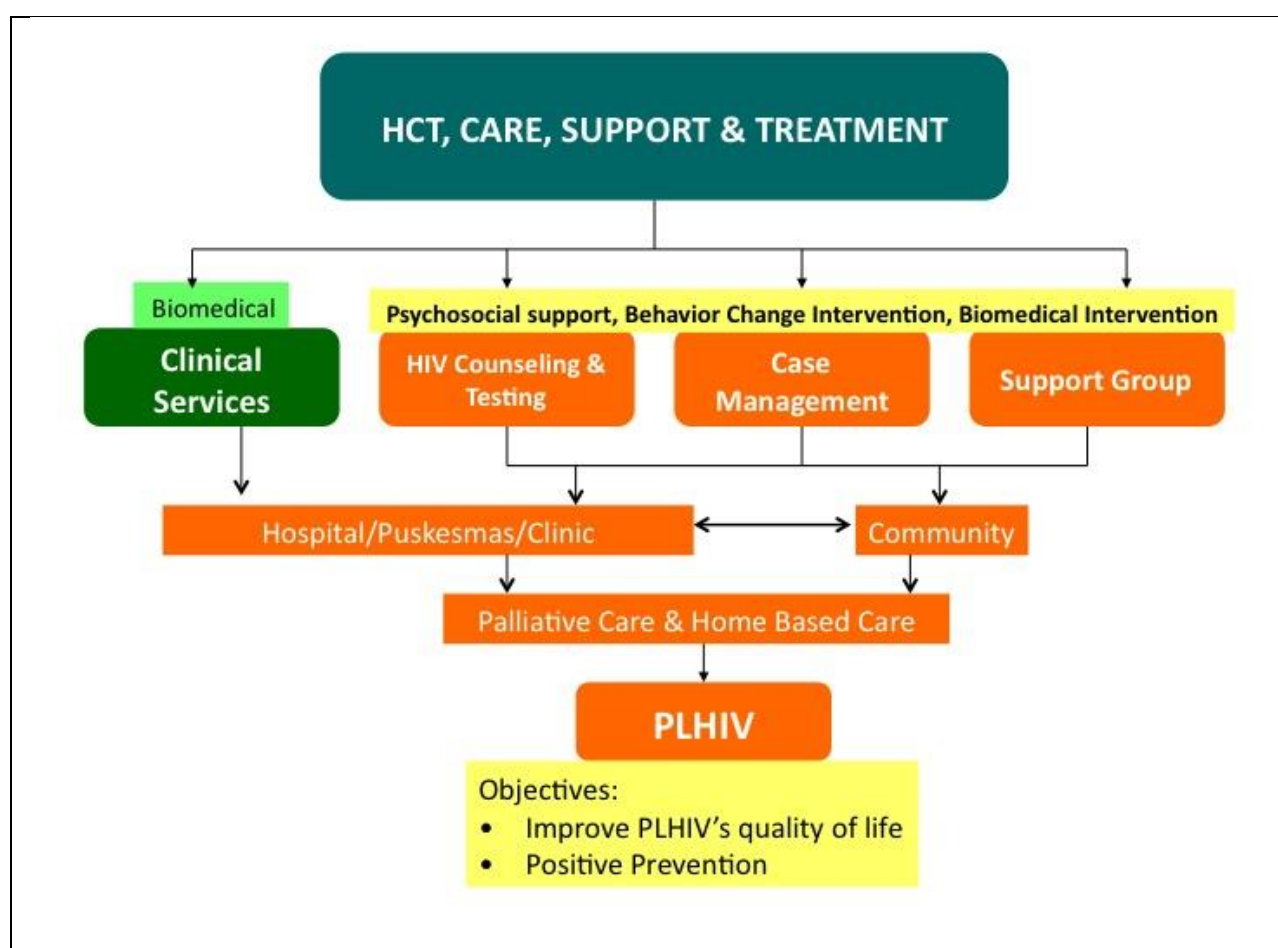 HCT, CARE, SUPPORT & TREATMENT
Biomedical
Psychosocial support, Behavior Change Intervention, Biomedical Intervention
Clinical
Services
HIV Counseling &
Testing
Case
Management
Support Group
Hospital/Puskesmas/Clinic
Community
Palliative Care & Home Based Care
PLHIV
Objectives:
• Improve PLHIV’s quality of life
• Positive Prevention